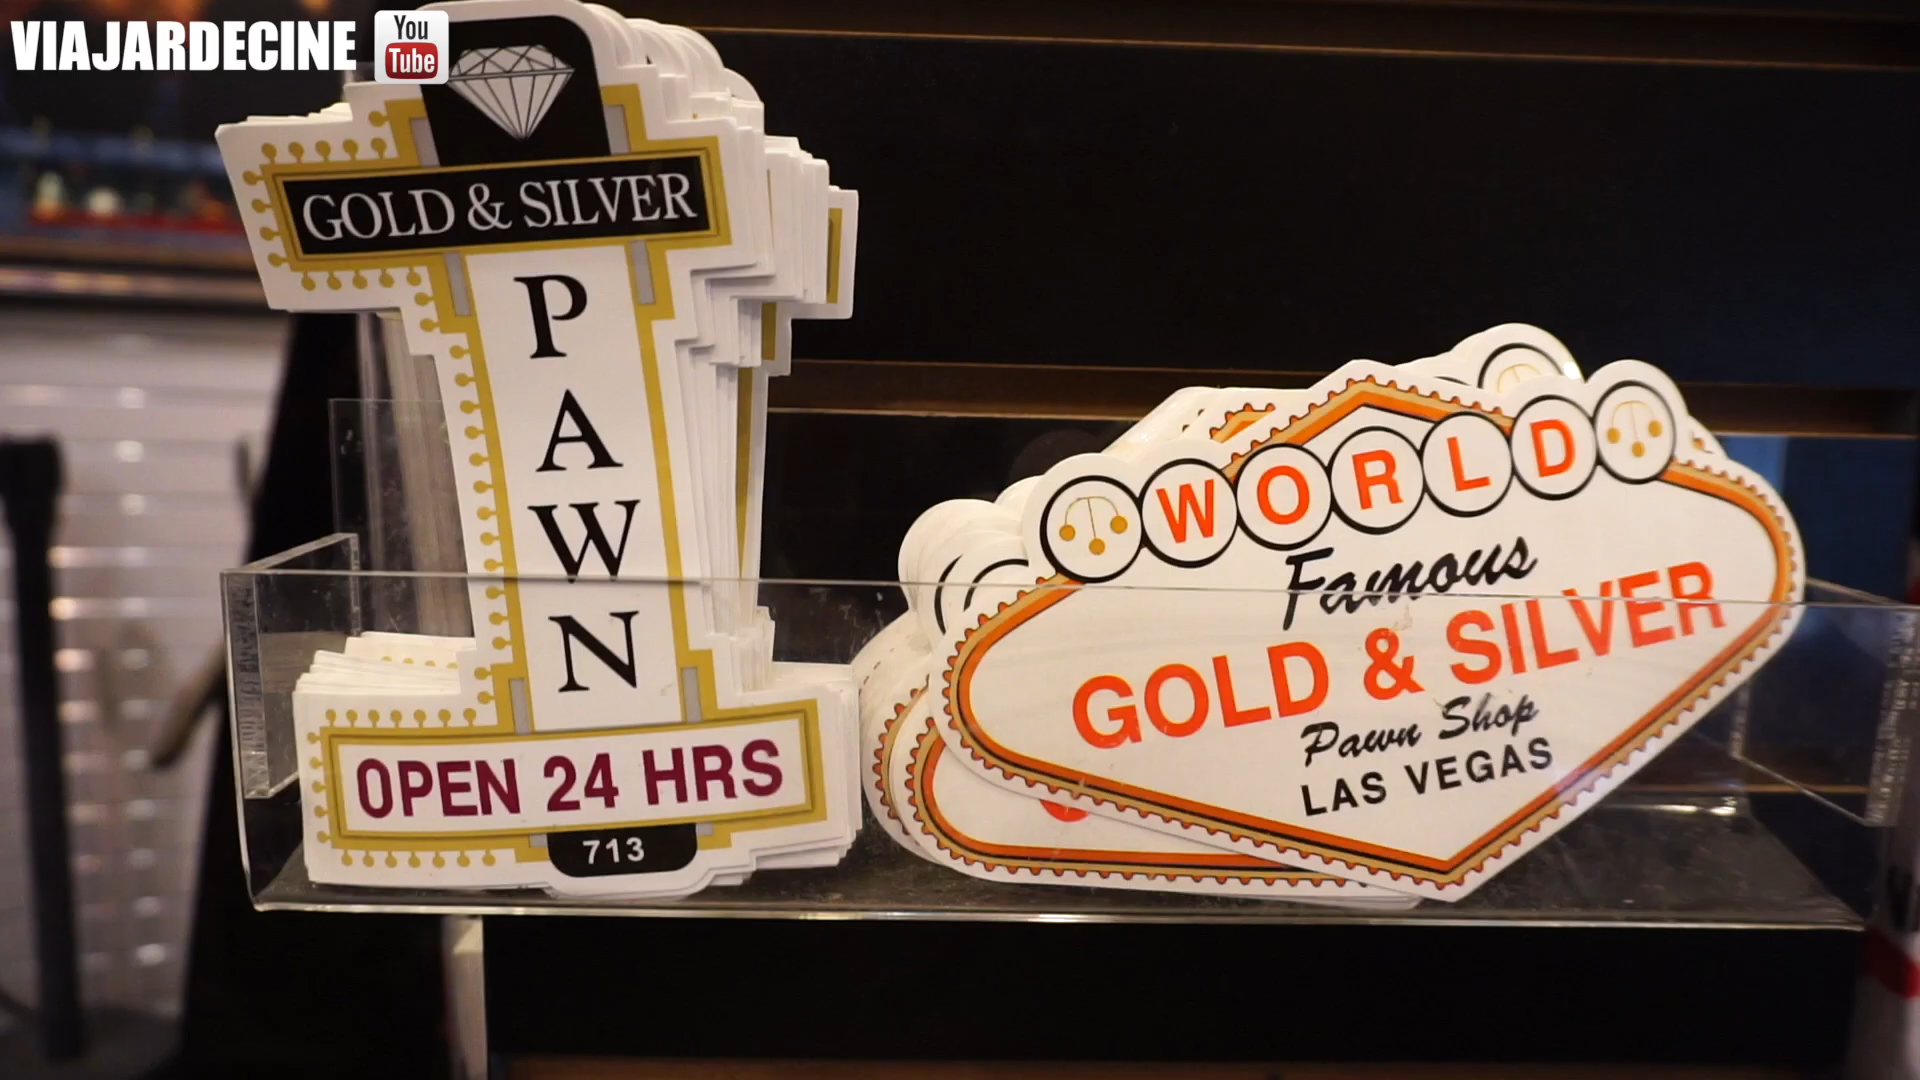 VIAJARDECINE You Tube
GOLD & SILVER
PAWN
OPEN 24 HRS
713
WORLD
Famous
GOLD & SILVER
Pawn Shop
LAS VEGAS